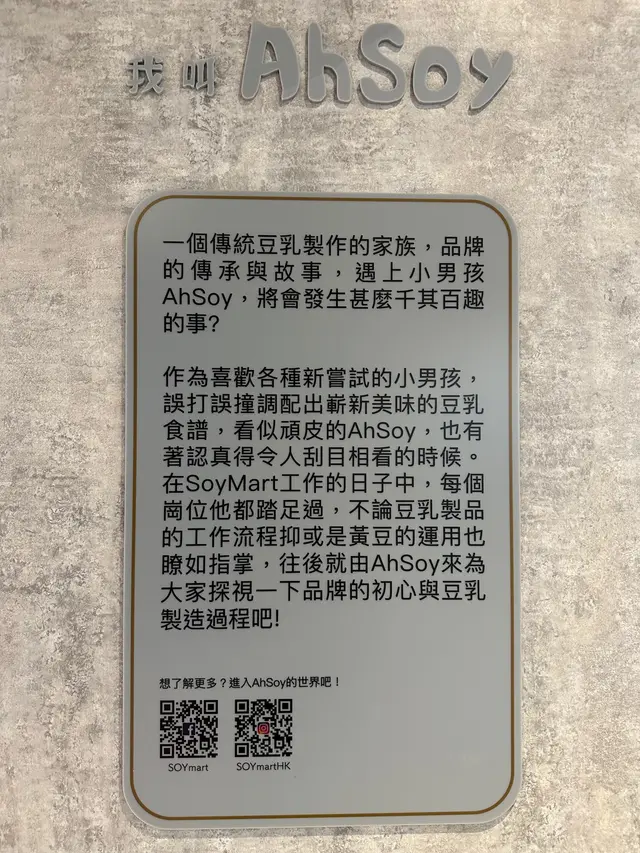 我叫 AhSoy
一個傳統豆乳製作的家族，品牌
的傳承與故事，遇上小男孩
AhSoy，將會發生甚麼千其百趣
的事?
作為喜歡各種新嘗試的小男孩，
誤打誤撞調配出嶄新美味的豆乳
食譜，看似頑皮的AhSoy，也有
著認真得令人刮目相看的時候。
在SoyMart工作的日子中，每個
崗位他都踏足過，不論豆乳製品
的工作流程抑或是黃豆的運用也
瞭如指掌，往後就由AhSoy來為
大家探視一下品牌的初心與豆乳
製造過程吧!
想了解更多？進入AhSoy的世界吧！
SOYmart
SOYmartHK